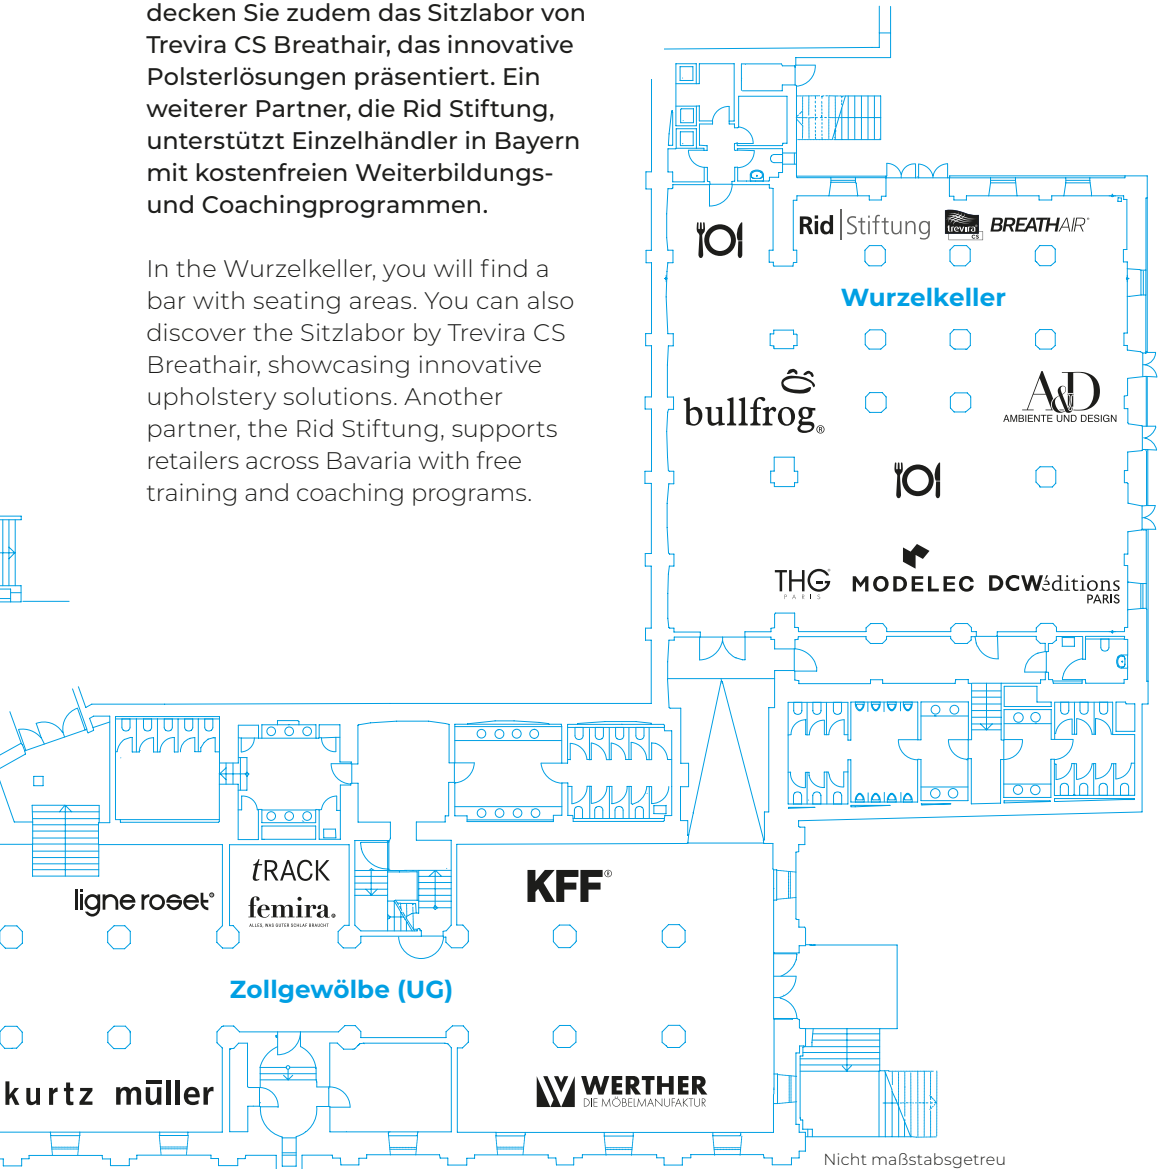 decken Sie zudem das Sitzlabor von
Trevira CS Breathair, das innovative
Polsterlösungen präsentiert. Ein
weiterer Partner, die Rid Stiftung,
unterstützt Einzelhändler in Bayern
mit kostenfreien Weiterbildungs-
und Coachingprogrammen.
In the Wurzelkeller, you will find a
bar with seating areas. You can also
discover the Sitzlabor by Trevira CS
Breathair, showcasing innovative
upholstery solutions. Another
partner, the Rid Stiftung, supports
retailers across Bavaria with free
training and coaching programs.
Rid Stiftung trevira CS BREATHAIR®
Wurzelkeller
bullfrog®
A&D
AMBIENTE UND DESIGN
THG
PARIS
MODELEC
DCWéditions
PARIS
ligne roset®
tRACK
femira.
ALLES, WAS GUTER SCHLAF BRAUCHT
KFF®
Zollgewölbe (UG)
kurtz müller
WERTHER
DIE MÖBELMANUFAKTUR
Nicht maßstabsgetreu